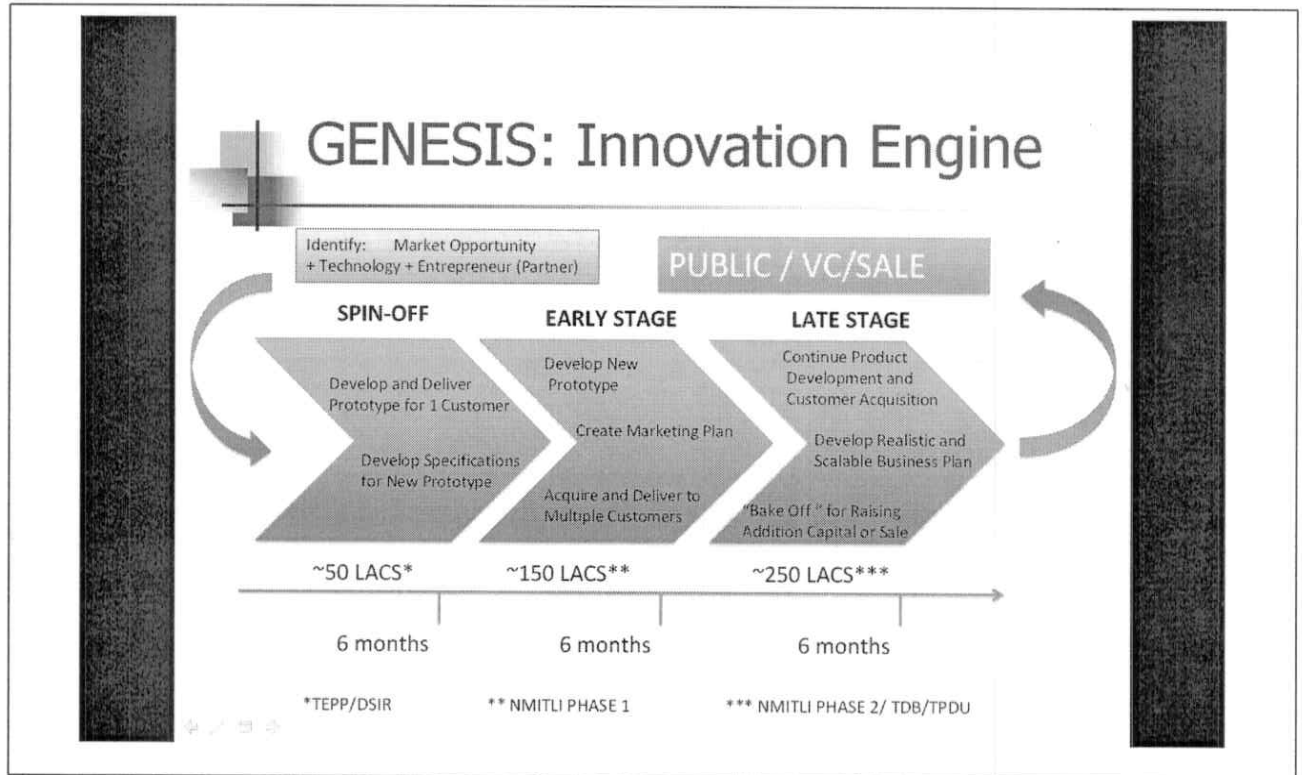 GENESIS: Innovation Engine
Identify: Market Opportunity
+ Technology + Entrepreneur (Partner)
PUBLIC / VC/SALE
SPIN-OFF
EARLY STAGE
LATE STAGE
Develop and Deliver
Prototype for 1 Customer
Develop Specifications
for New Prototype
Develop New
Prototype
Create Marketing Plan
Acquire and Deliver to
Multiple Customers
Continue Product
Development and
Customer Acquisition
Develop Realistic and
Scalable Business Plan
"Bake Off " for Raising
Addition Capital or Sale
~50 LACS*
~150 LACS**
~250 LACS***
6 months
6 months
6 months
*TEPP/DSIR
** NMITLI PHASE 1
*** NMITLI PHASE 2/ TDB/TPDU